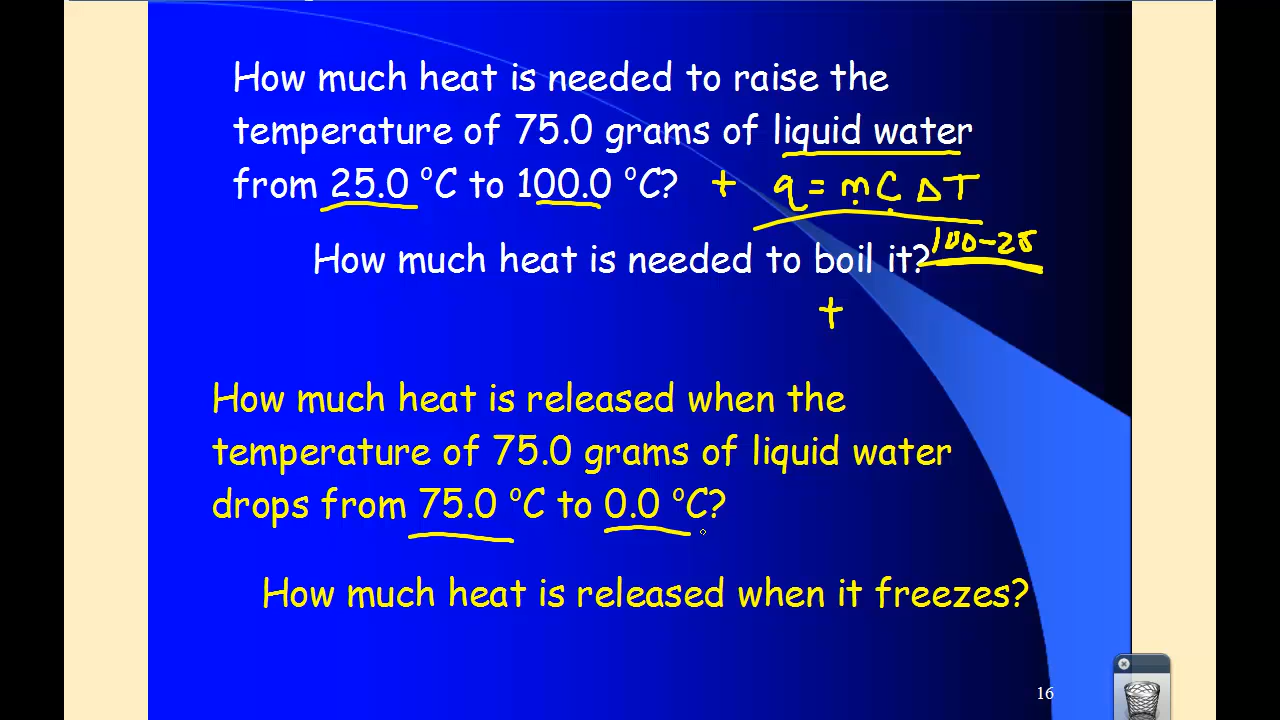 How much heat is needed to raise the
temperature of 75.0 grams of liquid water
from 25.0 °C to 100.0 °C? + q = m C Δ T
How much heat is needed to boil it? 100-25
+
How much heat is released when the
temperature of 75.0 grams of liquid water
drops from 75.0 °C to 0.0 °C?
How much heat is released when it freezes?
16